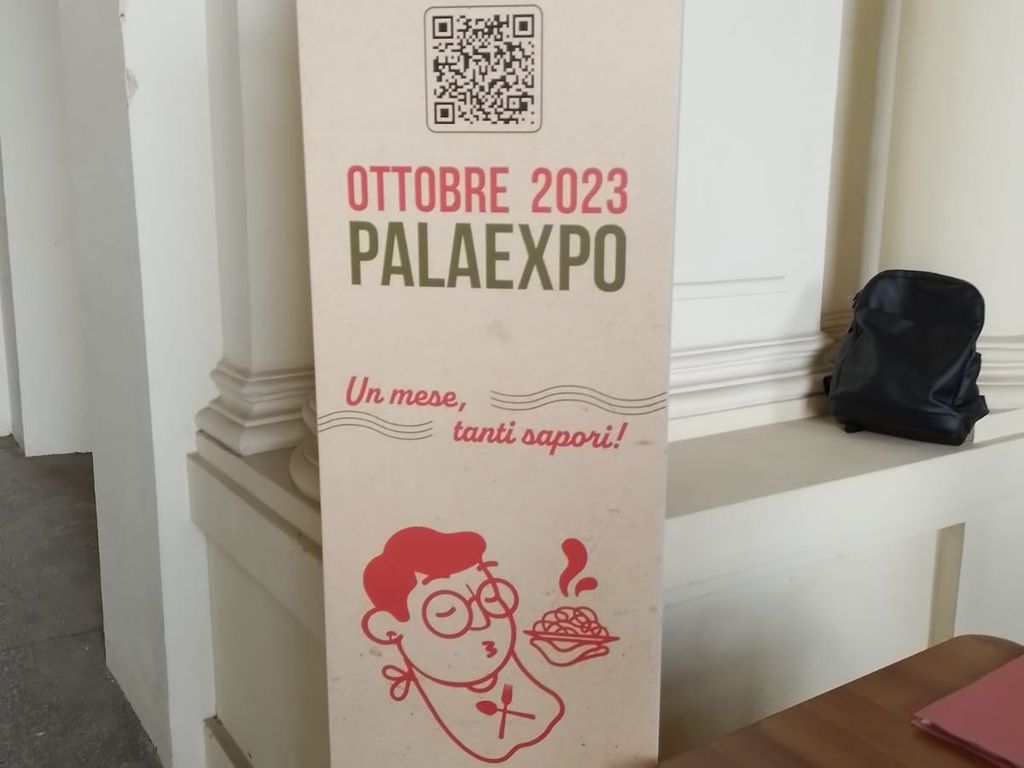 OTTOBRE 2023
PALAEXPO
Un mese,
tanti sapori!